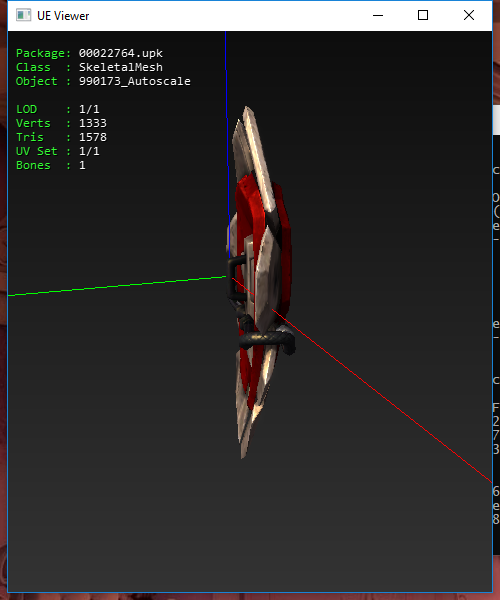 UE Viewer
Package: 00022764.upk
Class  : SkeletalMesh
Object : 990173_Autoscale
LOD    : 1/1
Verts  : 1333
Tris   : 1578
UV Set : 1/1
Bones  : 1